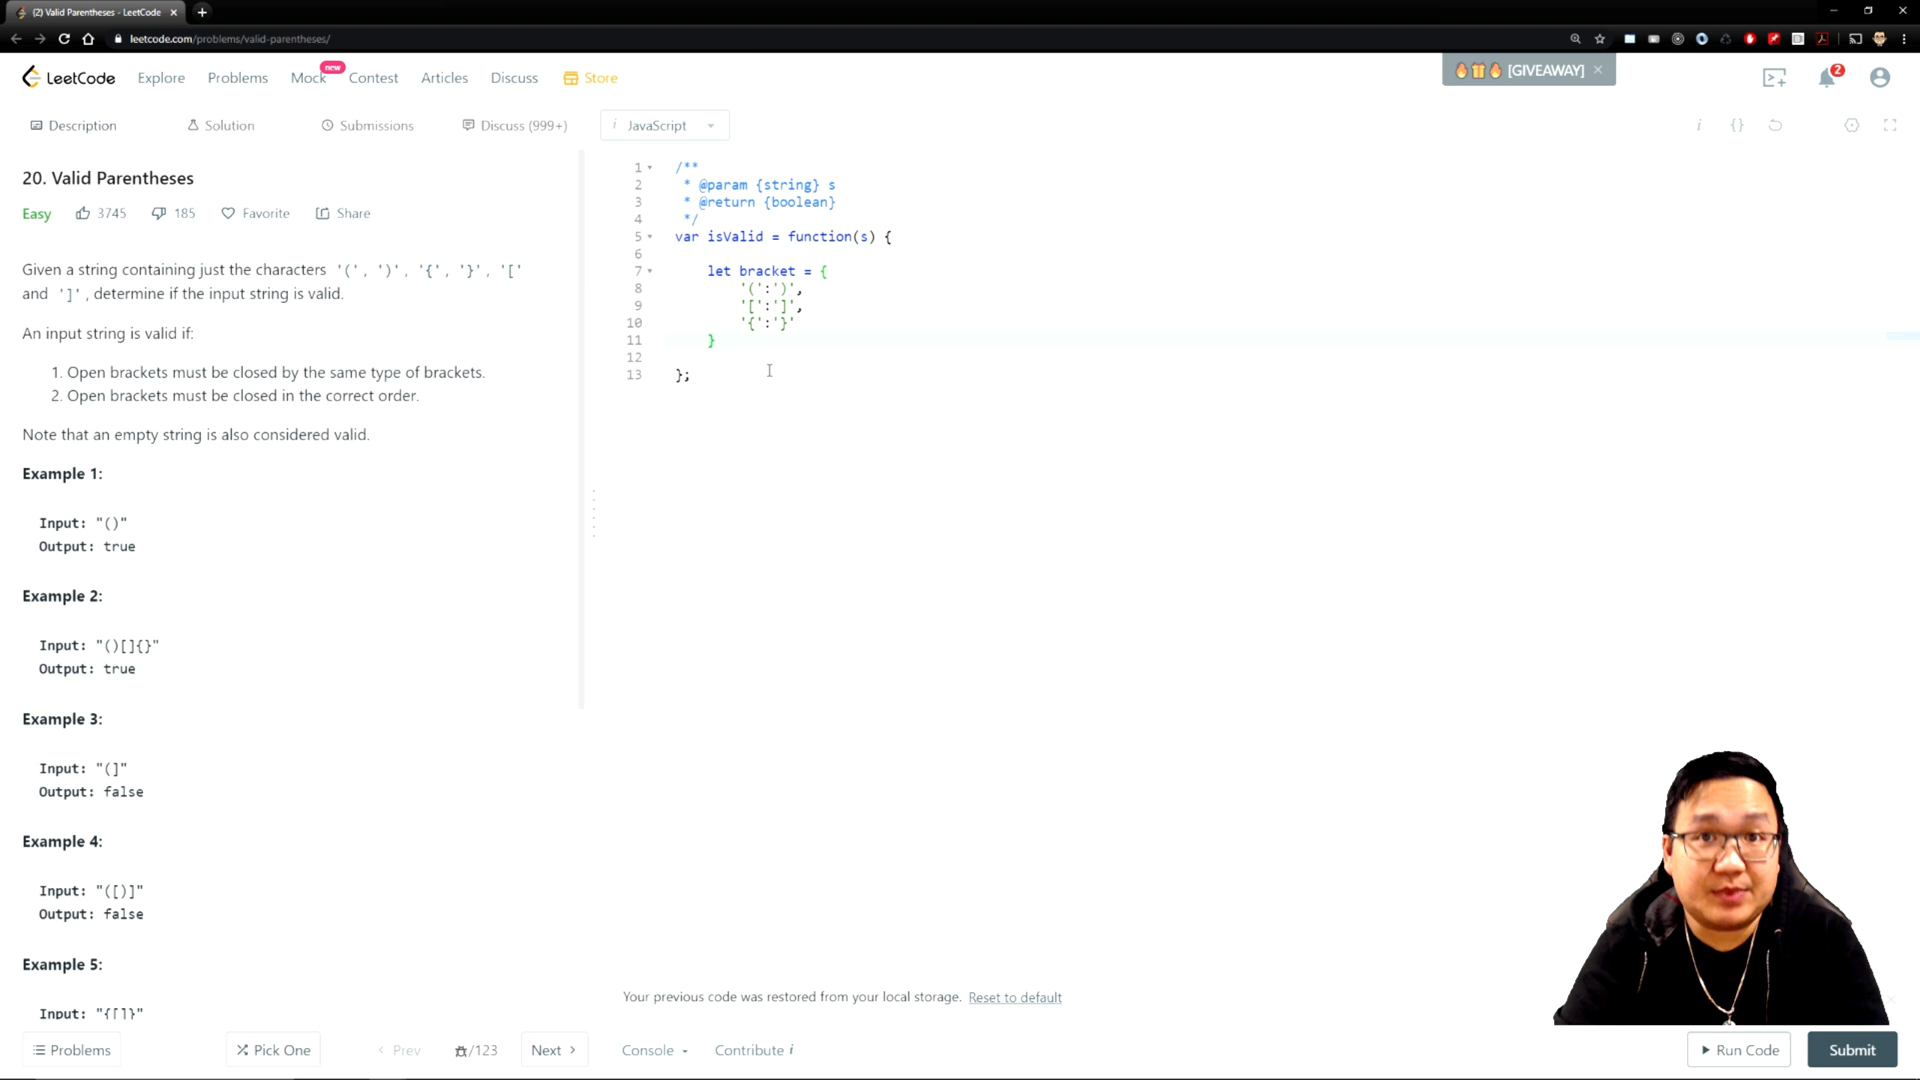 (2) Valid Parentheses - LeetCode
leetcode.com/problems/valid-parentheses/
LeetCode
Explore
Problems
Mock
new
Contest
Articles
Discuss
Store
[GIVEAWAY]
2
Description
Solution
Submissions
Discuss (999+)
i JavaScript
i {}
20. Valid Parentheses
Easy
3745
185
Favorite
Share
Given a string containing just the characters '(', ')', '{', '}', '['
and ']', determine if the input string is valid.
An input string is valid if:
1. Open brackets must be closed by the same type of brackets.
2. Open brackets must be closed in the correct order.
Note that an empty string is also considered valid.
Example 1:
Input: "()"
Output: true
Example 2:
Input: "()[]{}"
Output: true
Example 3:
Input: "(]"
Output: false
Example 4:
Input: "([)]"
Output: false
Example 5:
Input: "{[]}"
1 /**
2 * @param {string} s
3 * @return {boolean}
4 */
5 var isValid = function(s) {
6
7 let bracket = {
8 '(':')',
9 '[':']',
10 '{':'}'
11 }
12
13 };
Your previous code was restored from your local storage. Reset to default
Problems
Pick One
Prev
/123
Next
Console
Contribute i
Run Code
Submit